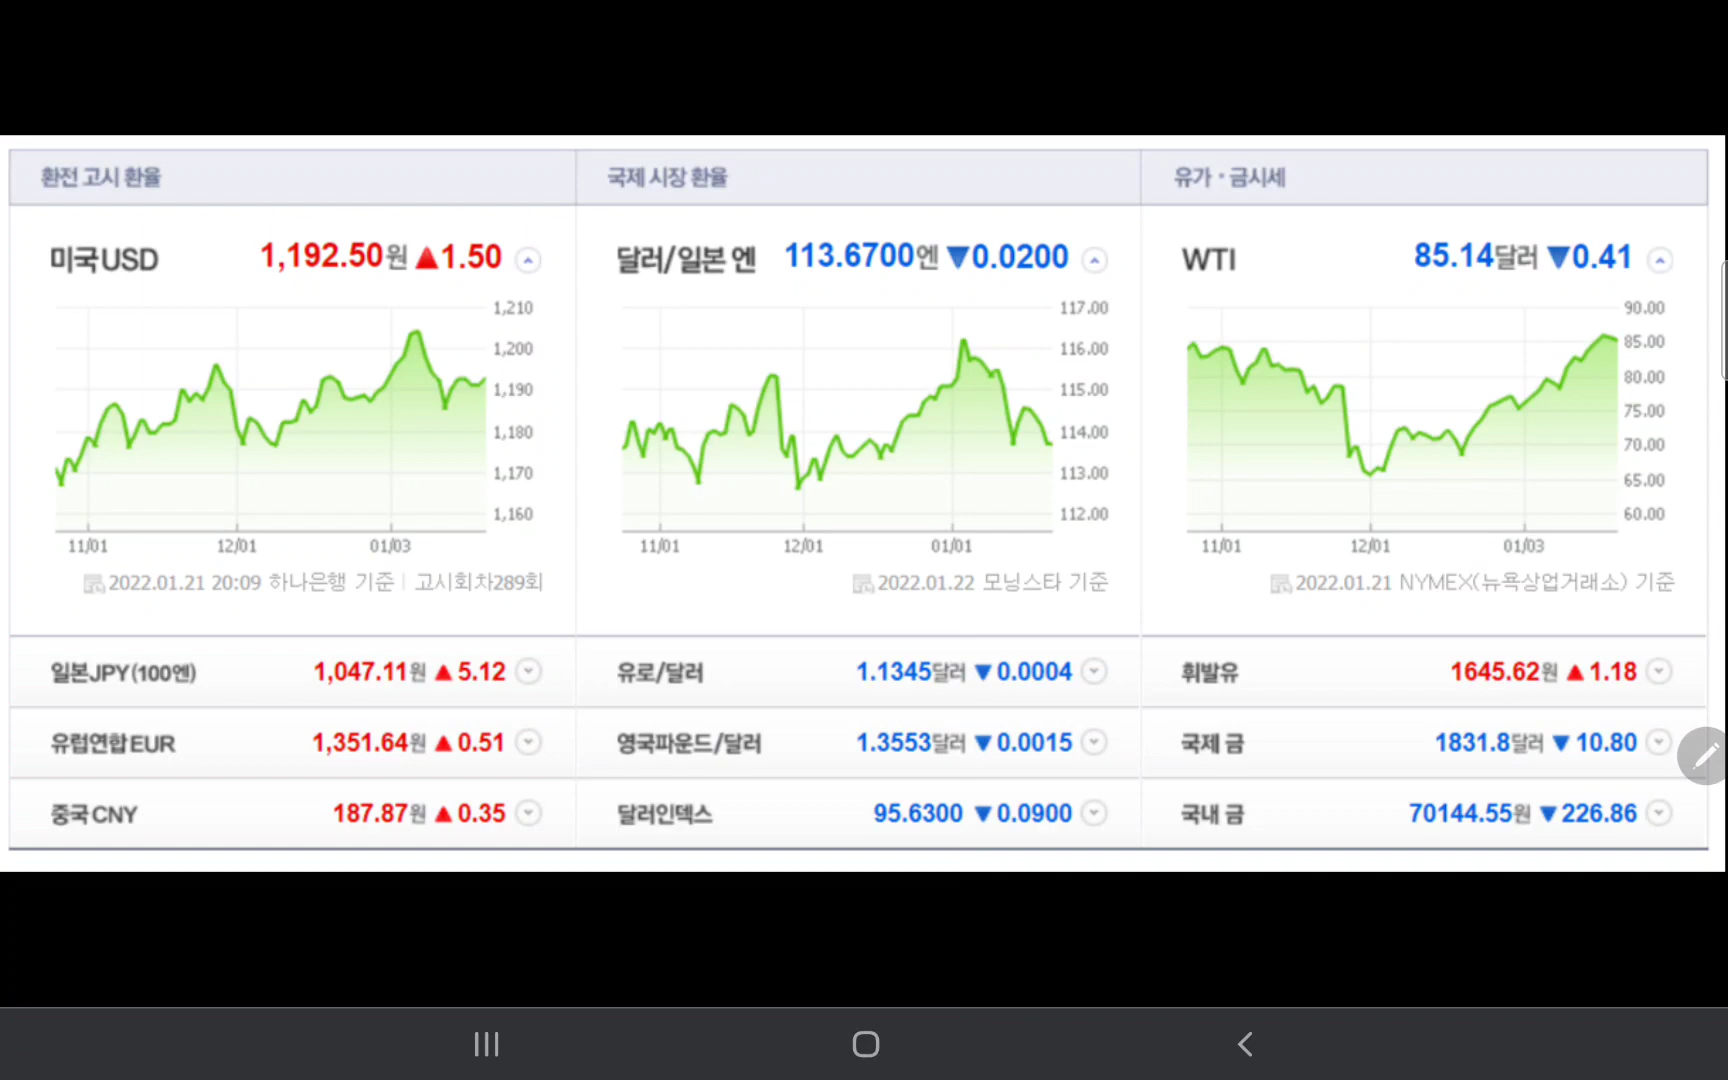 환전 고시 환율
미국 USD 1,192.50원 ▲1.50
1,210
1,200
1,190
1,180
1,170
1,160
11/01 12/01 01/03
2022.01.21 20:09 하나은행 기준 | 고시회차289회
일본 JPY (100엔) 1,047.11원 ▲ 5.12
유럽연합 EUR 1,351.64원 ▲ 0.51
중국 CNY 187.87원 ▲ 0.35
국제 시장 환율
달러/일본 엔 113.6700엔 ▼0.0200
117.00
116.00
115.00
114.00
113.00
112.00
11/01 12/01 01/01
2022.01.22 모닝스타 기준
유로/달러 1.1345달러 ▼ 0.0004
영국파운드/달러 1.3553달러 ▼ 0.0015
달러인덱스 95.6300 ▼ 0.0900
유가 · 금시세
WTI 85.14달러 ▼0.41
90.00
85.00
80.00
75.00
70.00
65.00
60.00
11/01 12/01 01/03
2022.01.21 NYMEX(뉴욕상업거래소) 기준
휘발유 1645.62원 ▲ 1.18
국제 금 1831.8달러 ▼ 10.80
국내 금 70144.55원 ▼ 226.86